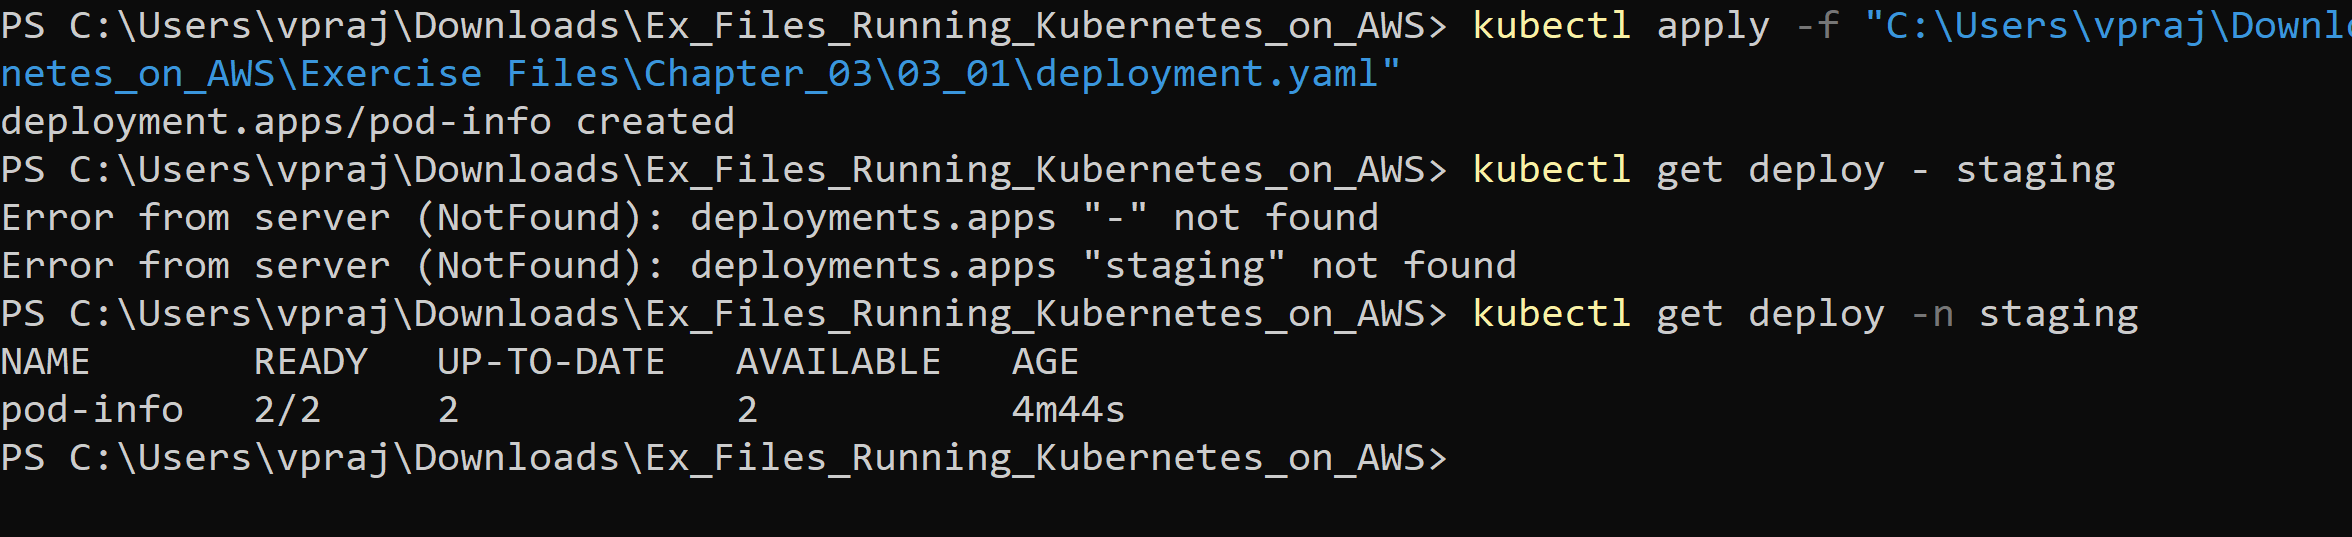 PS C:\Users\vpraj\Downloads\Ex_Files_Running_Kubernetes_on_AWS> kubectl apply -f "C:\Users\vpraj\Downl
netes_on_AWS\Exercise Files\Chapter_03\03_01\deployment.yaml"
deployment.apps/pod-info created
PS C:\Users\vpraj\Downloads\Ex_Files_Running_Kubernetes_on_AWS> kubectl get deploy - staging
Error from server (NotFound): deployments.apps "-" not found
Error from server (NotFound): deployments.apps "staging" not found
PS C:\Users\vpraj\Downloads\Ex_Files_Running_Kubernetes_on_AWS> kubectl get deploy -n staging
NAME READY UP-TO-DATE AVAILABLE AGE
pod-info 2/2 2 2 4m44s
PS C:\Users\vpraj\Downloads\Ex_Files_Running_Kubernetes_on_AWS>